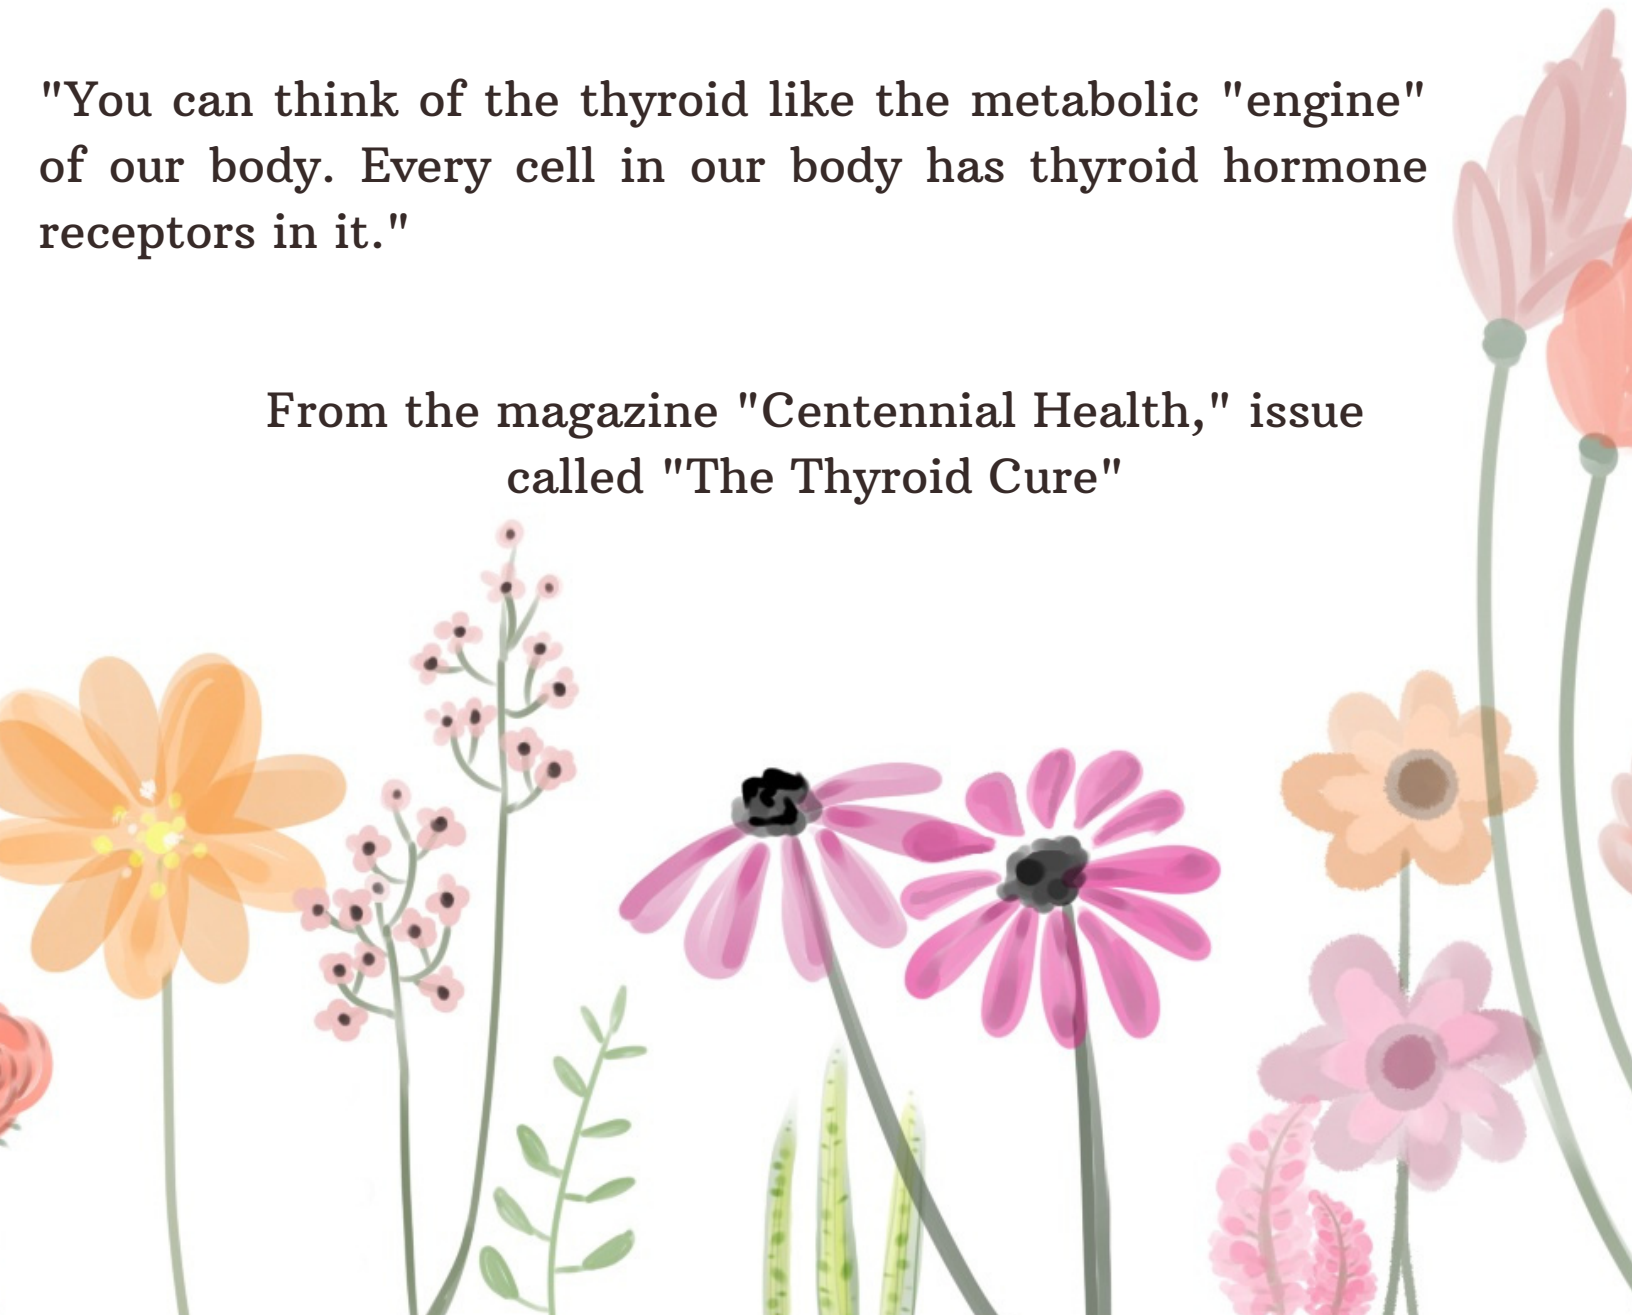 "You can think of the thyroid like the metabolic "engine"
of our body. Every cell in our body has thyroid hormone
receptors in it."
From the magazine "Centennial Health," issue
called "The Thyroid Cure"